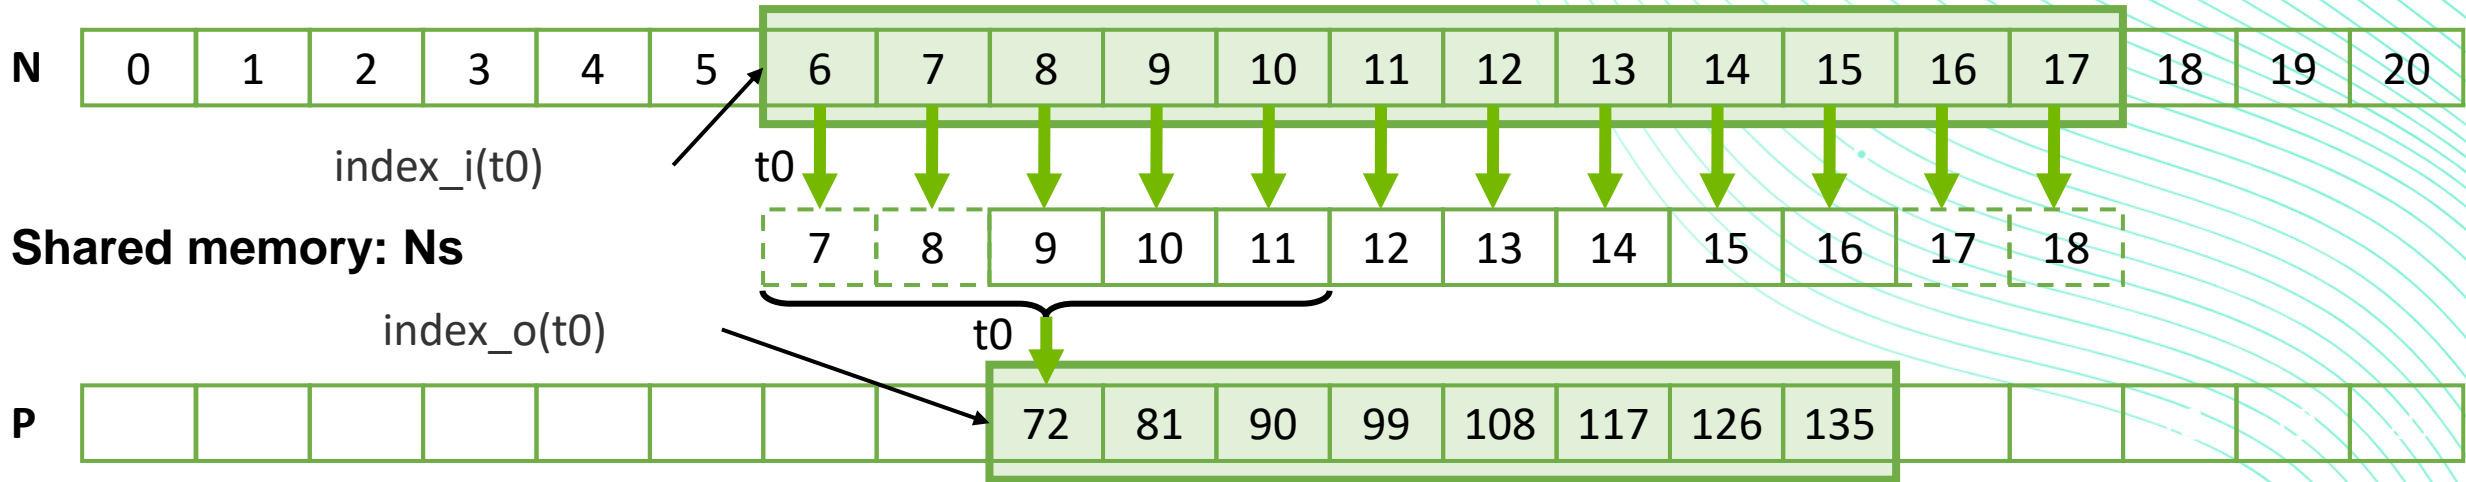 N 0 1 2 3 4 5 6 7 8 9 10 11 12 13 14 15 16 17 18 19 20
index_i(t0) t0
Shared memory: Ns 7 8 9 10 11 12 13 14 15 16 17 18
index_o(t0) t0
P 72 81 90 99 108 117 126 135